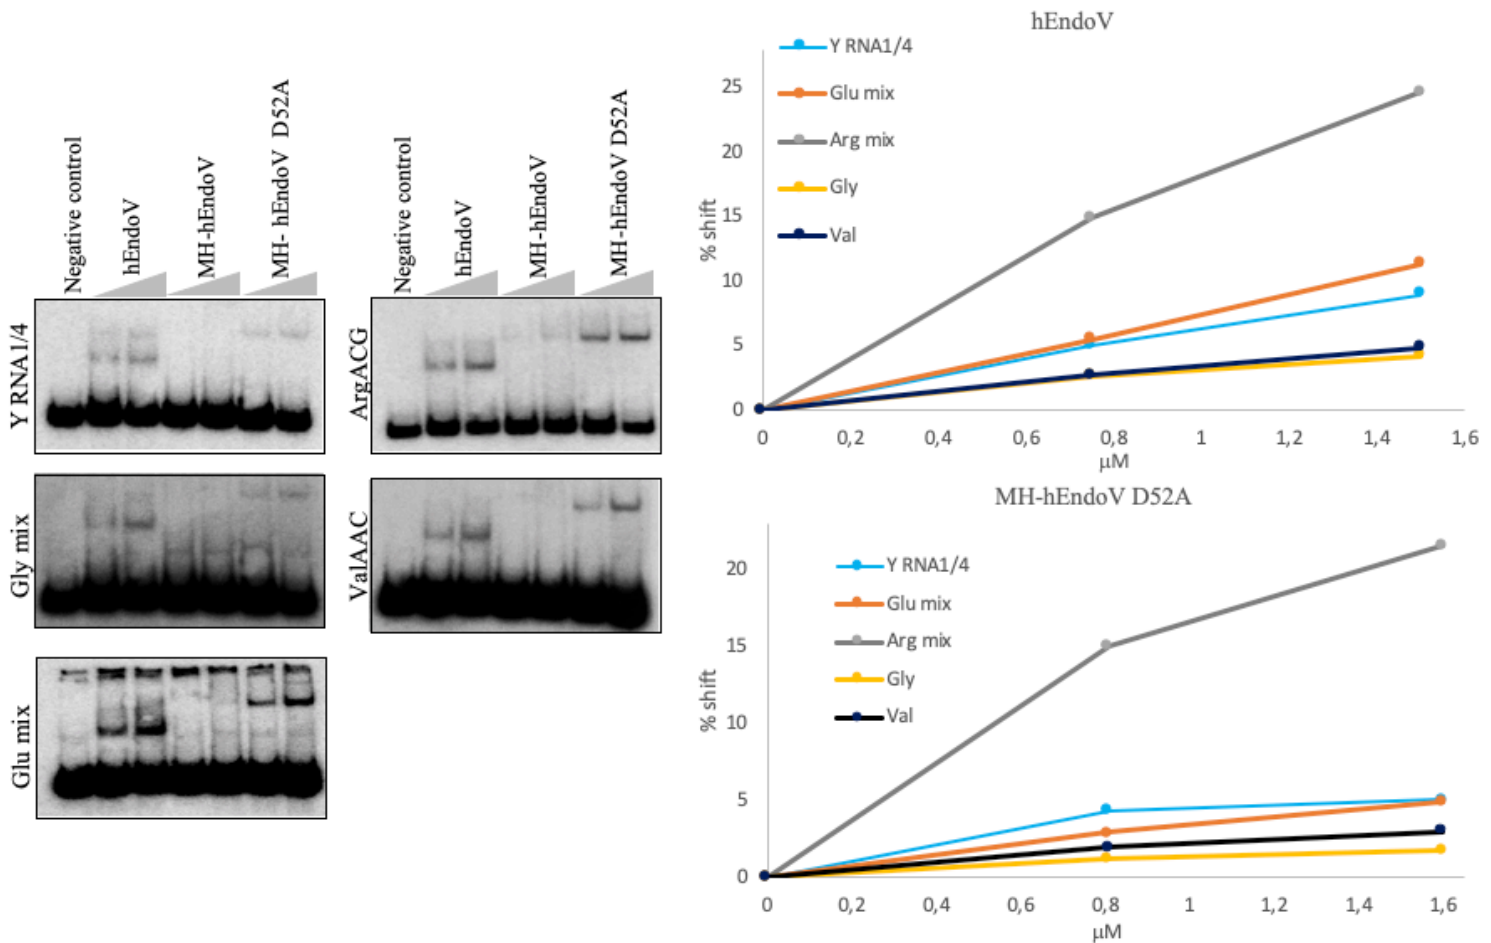 Negative control
hEndoV
MH-hEndoV
MH- hEndoV D52A
Y RNA1/4
Gly mix
Glu mix
Negative control
hEndoV
MH-hEndoV
MH-hEndoV D52A
ArgACG
ValAAC
hEndoV
Y RNA1/4
Glu mix
Arg mix
Gly
Val
% shift
25
20
15
10
5
0
0 0,2 0,4 0,6 0,8 1 1,2 1,4 1,6
µM
MH-hEndoV D52A
Y RNA1/4
Glu mix
Arg mix
Gly
Val
% shift
20
15
10
5
0
0 0,2 0,4 0,6 0,8 1 1,2 1,4 1,6
µM